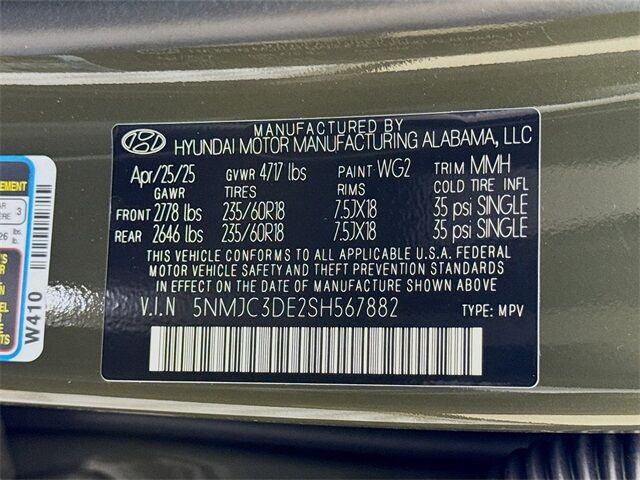 MANUFACTURED BY
HYUNDAI MOTOR MANUFACTURING ALABAMA, LLC
Apr/25/25 GVWR 4717 lbs PAINT WG2 TRIM MMH
GAWR TIRES RIMS COLD TIRE INFL
FRONT 2778 lbs 235/60R18 7.5JX18 35 psi SINGLE
REAR 2646 lbs 235/60R18 7.5JX18 35 psi SINGLE
THIS VEHICLE CONFORMS TO ALL APPLICABLE U.S.A. FEDERAL
MOTOR VEHICLE SAFETY AND THEFT PREVENTION STANDARDS
IN EFFECT ON THE DATE OF MANUFACTURE SHOWN ABOVE
V.I.N 5NMJC3DE2SH567882 TYPE: MPV
W410
3